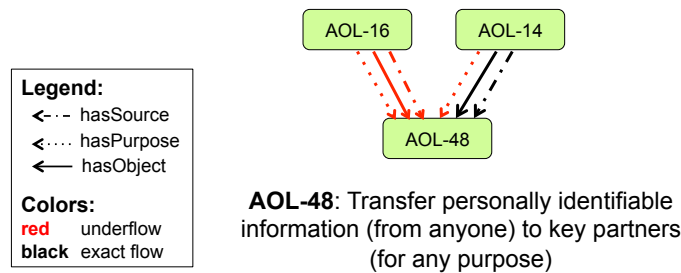 AOL-16
AOL-14
AOL-48
Legend:
hasSource
hasPurpose
hasObject
Colors:
red underflow
black exact flow
AOL-48: Transfer personally identifiable
information (from anyone) to key partners
(for any purpose)